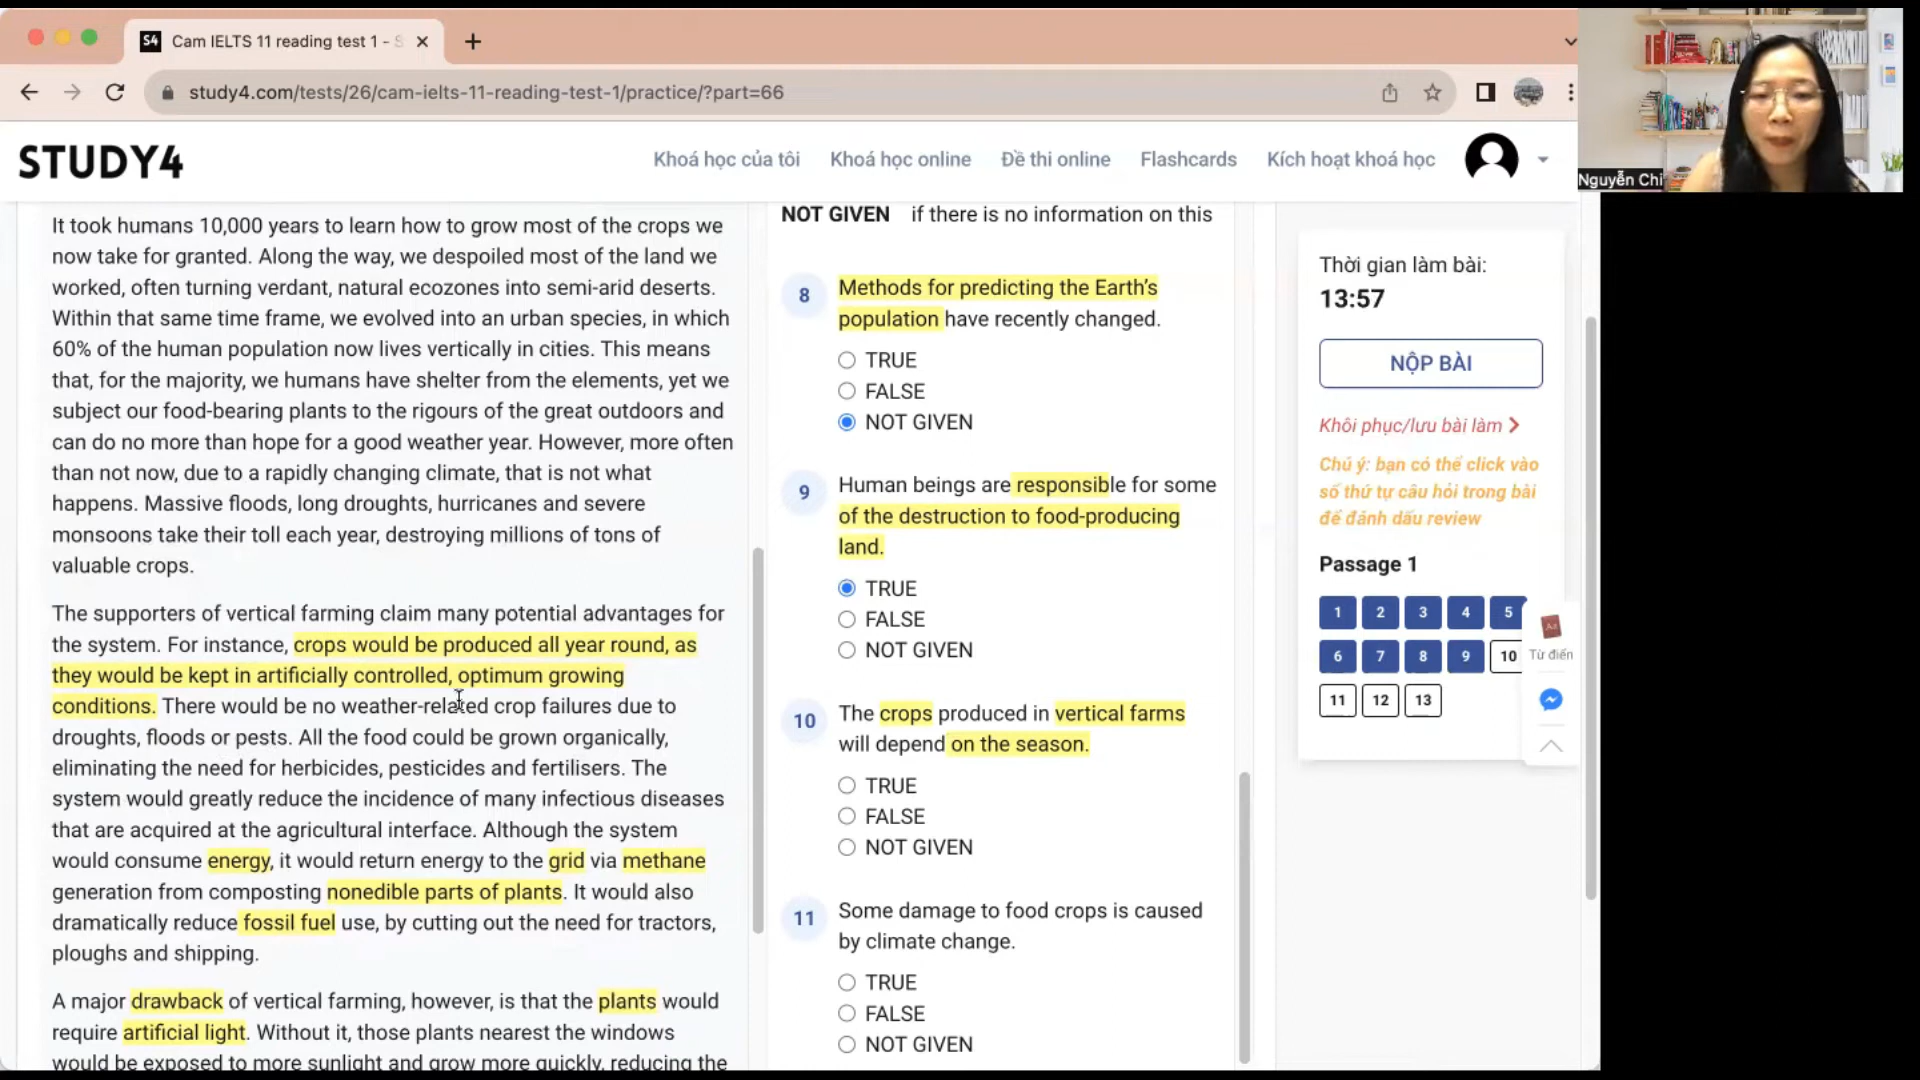 S4 Cam IELTS 11 reading test 1 -
study4.com/tests/26/cam-ielts-11-reading-test-1/practice/?part=66
Nguyễn Chi
STUDY4
Khoá học của tôi
Khoá học online
Đề thi online
Flashcards
Kích hoạt khoá học
It took humans 10,000 years to learn how to grow most of the crops we
now take for granted. Along the way, we despoiled most of the land we
worked, often turning verdant, natural ecozones into semi-arid deserts.
Within that same time frame, we evolved into an urban species, in which
60% of the human population now lives vertically in cities. This means
that, for the majority, we humans have shelter from the elements, yet we
subject our food-bearing plants to the rigours of the great outdoors and
can do no more than hope for a good weather year. However, more often
than not now, due to a rapidly changing climate, that is not what
happens. Massive floods, long droughts, hurricanes and severe
monsoons take their toll each year, destroying millions of tons of
valuable crops.
The supporters of vertical farming claim many potential advantages for
the system. For instance, crops would be produced all year round, as
they would be kept in artificially controlled, optimum growing
conditions. There would be no weather-related crop failures due to
droughts, floods or pests. All the food could be grown organically,
eliminating the need for herbicides, pesticides and fertilisers. The
system would greatly reduce the incidence of many infectious diseases
that are acquired at the agricultural interface. Although the system
would consume energy, it would return energy to the grid via methane
generation from composting nonedible parts of plants. It would also
dramatically reduce fossil fuel use, by cutting out the need for tractors,
ploughs and shipping.
A major drawback of vertical farming, however, is that the plants would
require artificial light. Without it, those plants nearest the windows
would be exposed to more sunlight and grow more quickly, reducing the
NOT GIVEN if there is no information on this
8 Methods for predicting the Earth's
population have recently changed.
TRUE
FALSE
NOT GIVEN
9 Human beings are responsible for some
of the destruction to food-producing
land.
TRUE
FALSE
NOT GIVEN
10 The crops produced in vertical farms
will depend on the season.
TRUE
FALSE
NOT GIVEN
11 Some damage to food crops is caused
by climate change.
TRUE
FALSE
NOT GIVEN
Thời gian làm bài:
13:57
NỘP BÀI
Khôi phục/lưu bài làm
Chú ý: bạn có thể click vào
số thứ tự câu hỏi trong bài
để đánh dấu review
Passage 1
1 2 3 4 5
6 7 8 9 10
11 12 13
Từ điển